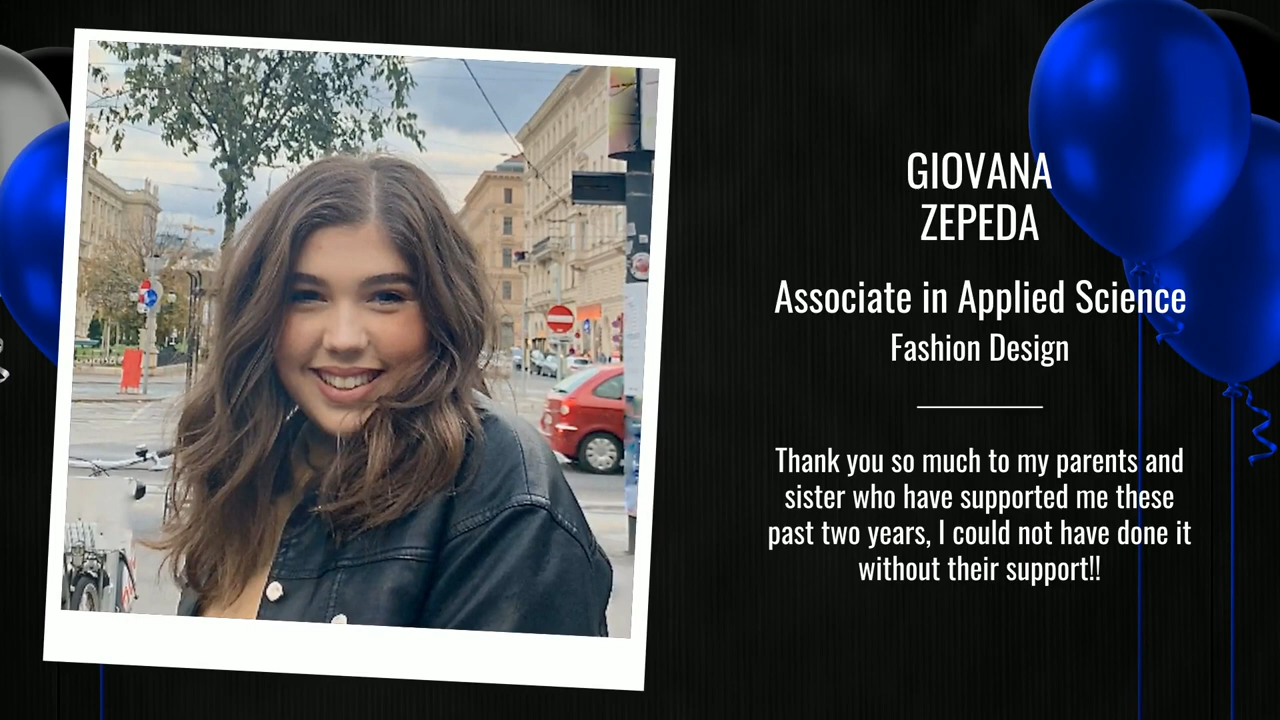 GIOVANA
ZEPEDA
Associate in Applied Science
Fashion Design
Thank you so much to my parents and
sister who have supported me these
past two years, I could not have done it
without their support!!